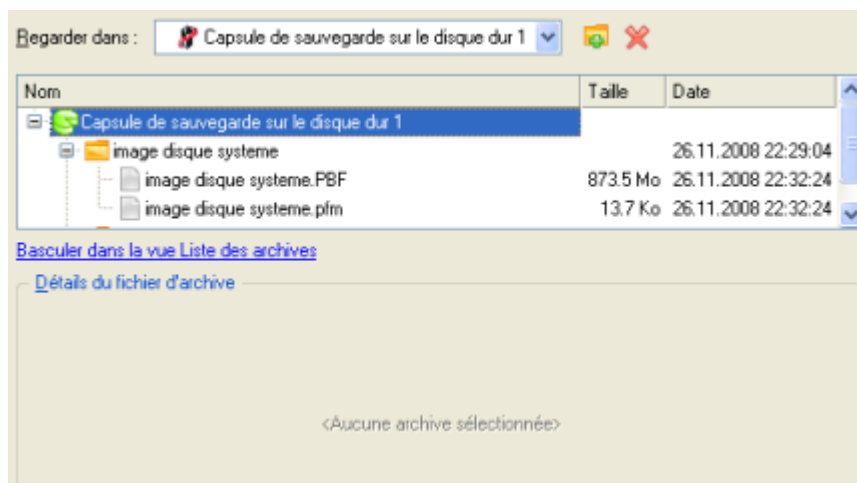 Regarder dans : Capsule de sauvegarde sur le disque dur 1
Nom Taille Date
Capsule de sauvegarde sur le disque dur 1
image disque systeme 26.11.2008 22:29:04
image disque systeme.PBF 873.5 Mo 26.11.2008 22:32:24
image disque systeme.pfm 13.7 Ko 26.11.2008 22:32:24
Basculer dans la vue Liste des archives
Détails du fichier d'archive
<Aucune archive sélectionnée>